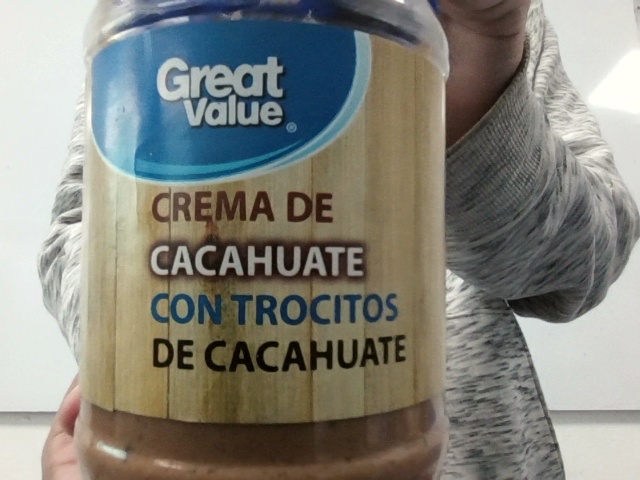 Great
Value®
CREMA DE
CACAHUATE
CON TROCITOS
DE CACAHUATE